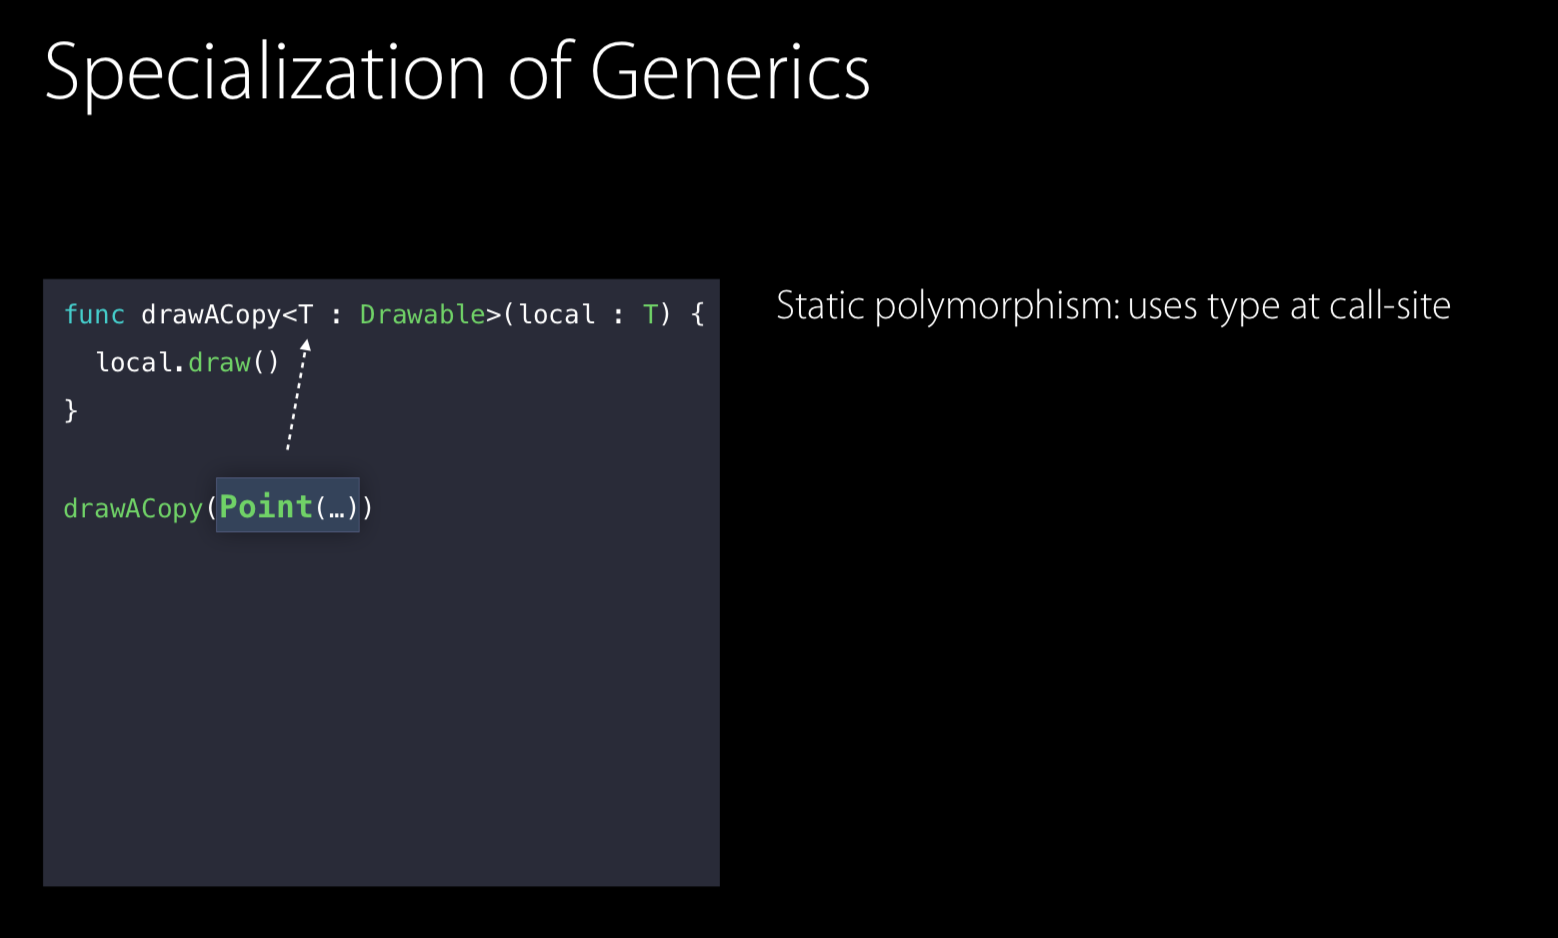 Specialization of Generics
func drawACopy<T : Drawable>(local : T) {
local.draw()
}
drawACopy(Point(…))
Static polymorphism: uses type at call-site